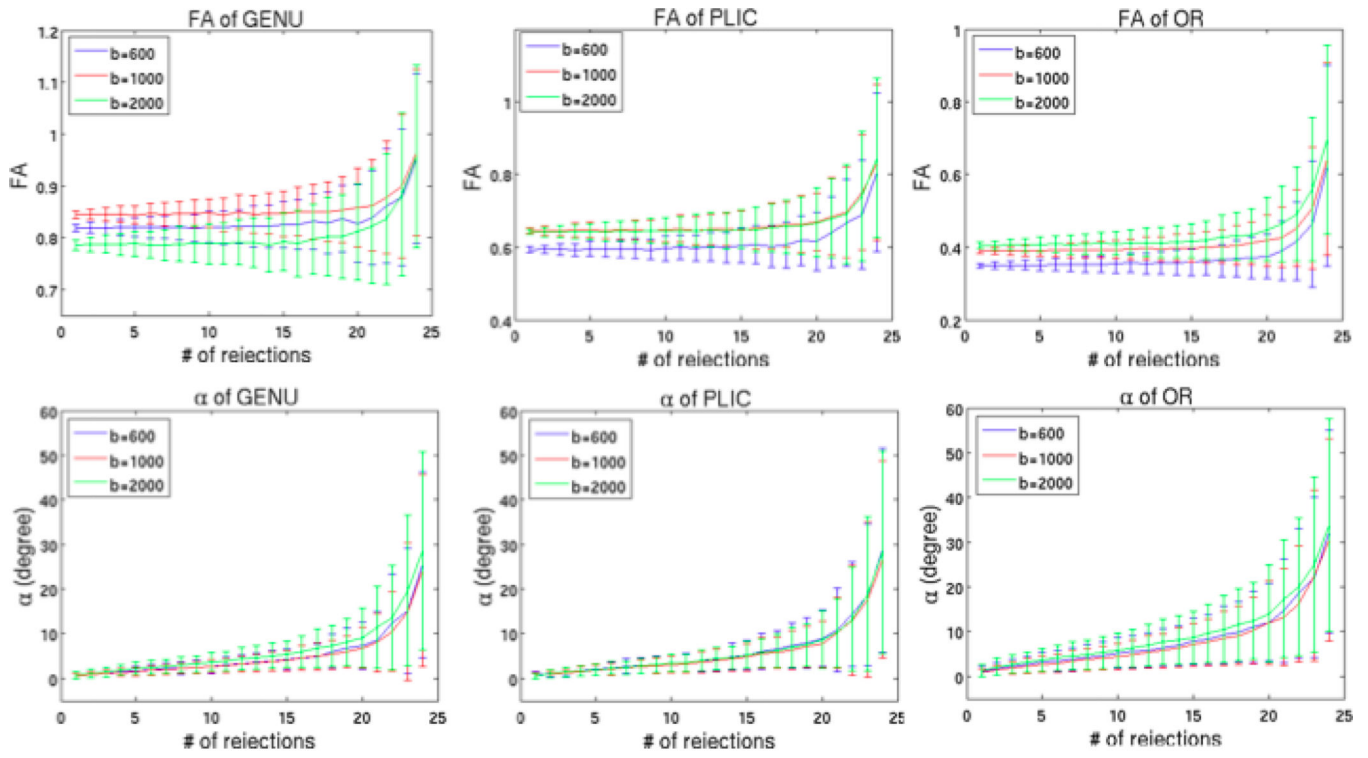 FA of GENU
1.2
1.1
1
0.9
0.8
0.7
FA
b=600
b=1000
b=2000
0 5 10 15 20 25
# of rejections
FA of PLIC
1
0.8
0.6
0.4
FA
b=600
b=1000
b=2000
0 5 10 15 20 25
# of rejections
FA of OR
1
0.8
0.6
0.4
0.2
FA
b=600
b=1000
b=2000
0 5 10 15 20 25
# of rejections
α of GENU
60
50
40
30
20
10
0
α (degree)
b=600
b=1000
b=2000
0 5 10 15 20 25
# of rejections
α of PLIC
60
50
40
30
20
10
0
α (degree)
b=600
b=1000
b=2000
0 5 10 15 20 25
# of rejections
α of OR
60
50
40
30
20
10
0
α (degree)
b=600
b=1000
b=2000
0 5 10 15 20 25
# of rejections